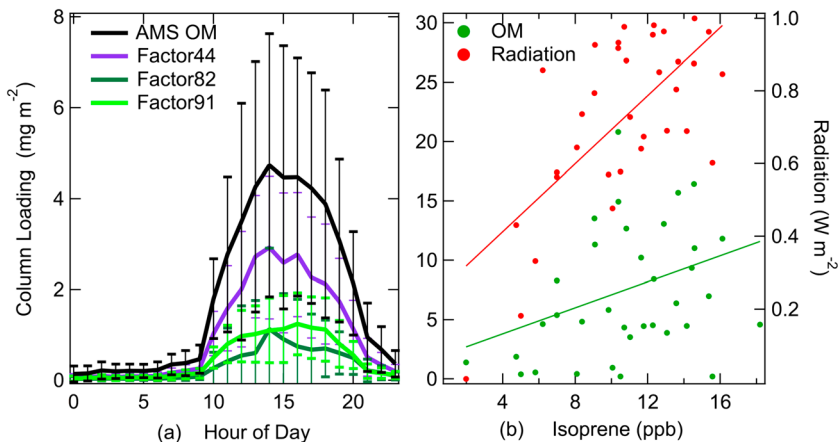 AMS OM
Factor44
Factor82
Factor91
8
6
4
2
0
Column Loading (mg m-2)
0
5
10
15
20
(a) Hour of Day
OM
Radiation
30
25
20
15
10
5
0
1.0
0.8
0.6
0.4
0.2
Radiation (W m-2)
4
8
12
16
(b) Isoprene (ppb)